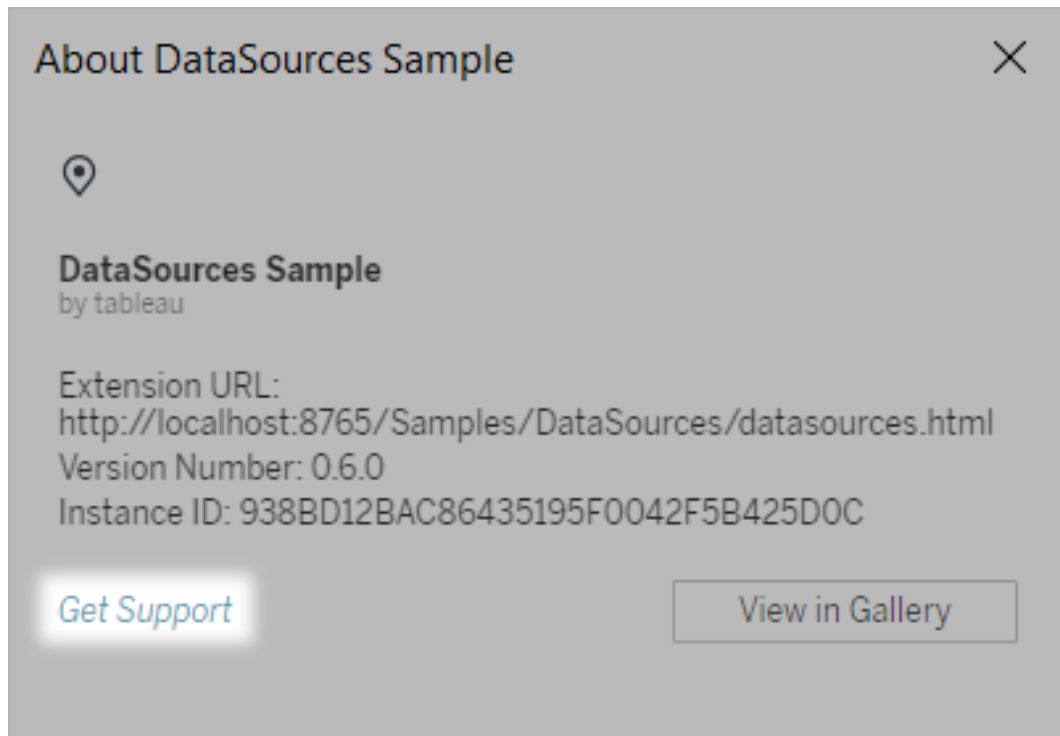 About DataSources Sample
DataSources Sample
by tableau
Extension URL:
http://localhost:8765/Samples/DataSources/datasources.html
Version Number: 0.6.0
Instance ID: 938BD12BAC86435195F0042F5B425D0C
Get Support
View in Gallery